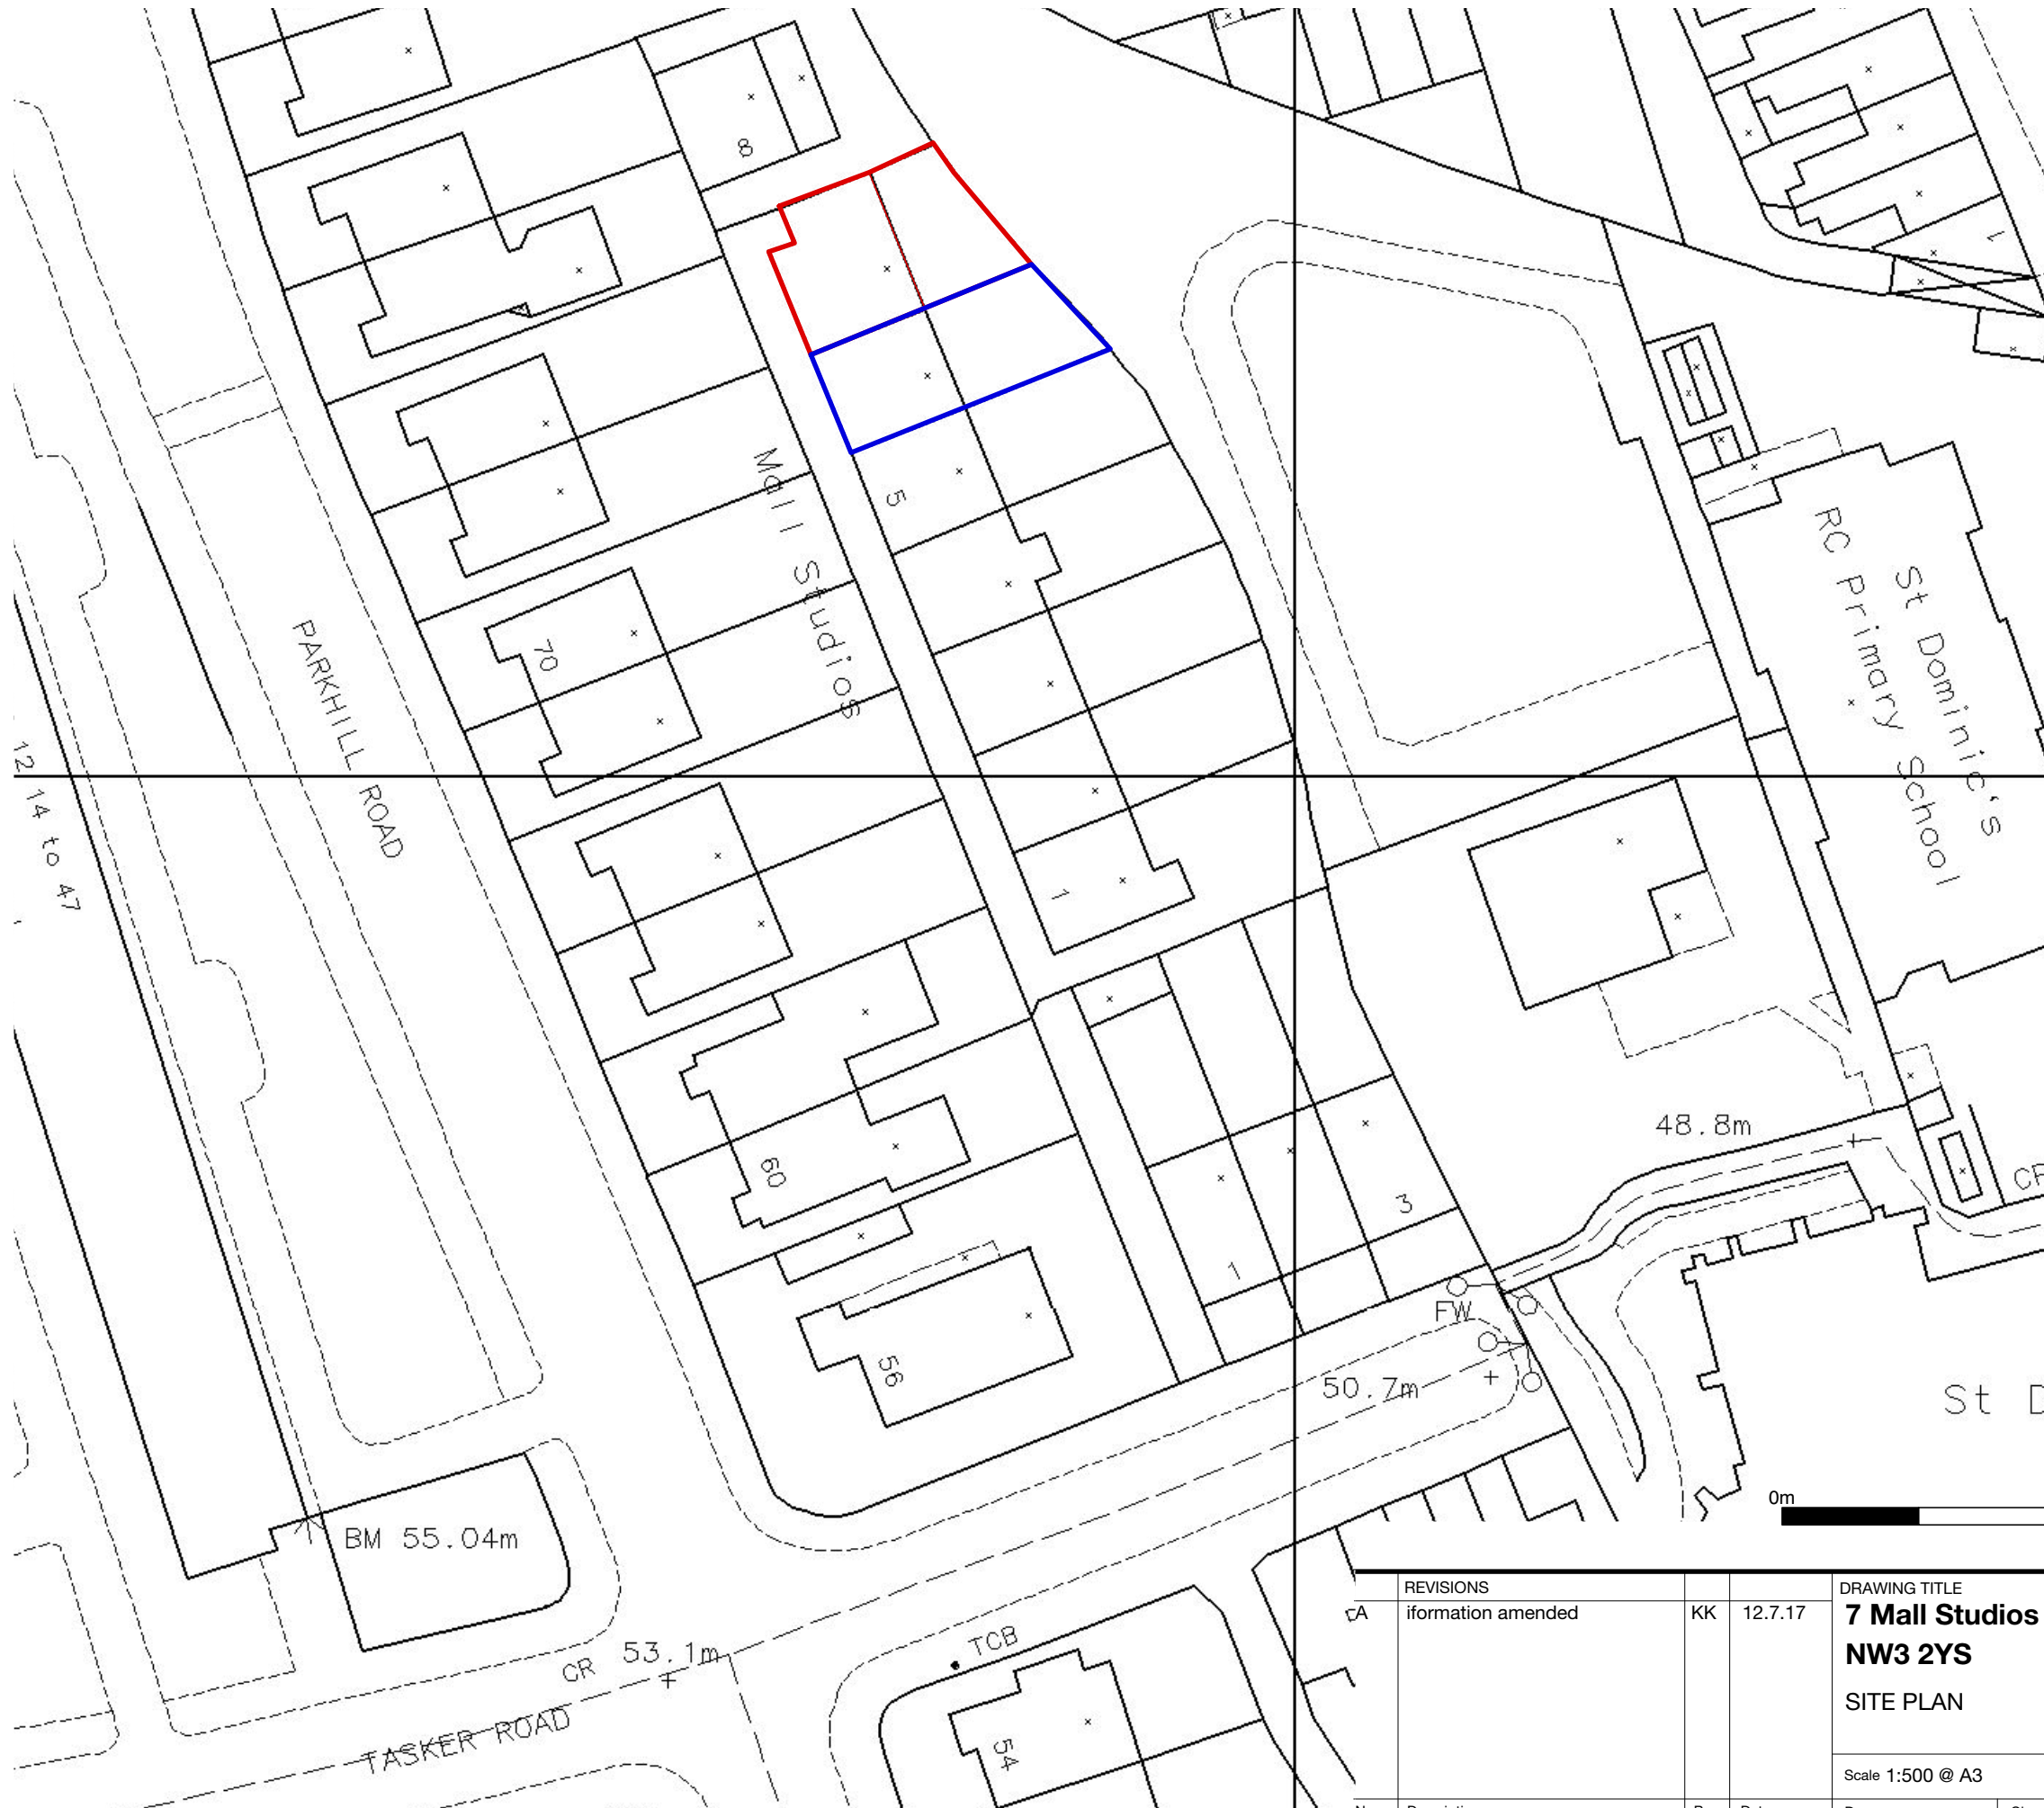 8
5
Mall Studios
70
PARKHILL ROAD
12 14 to 47
RC Primary School
St Dominic's
1
1
60
3
1
56
48.8m
CR
FW
50.7m
St D
0m
BM 55.04m
TCB
CR 53.1m
TASKER ROAD
54
REVISIONS
A iformation amended KK 12.7.17
DRAWING TITLE
7 Mall Studios
NW3 2YS
SITE PLAN
Scale 1:500 @ A3